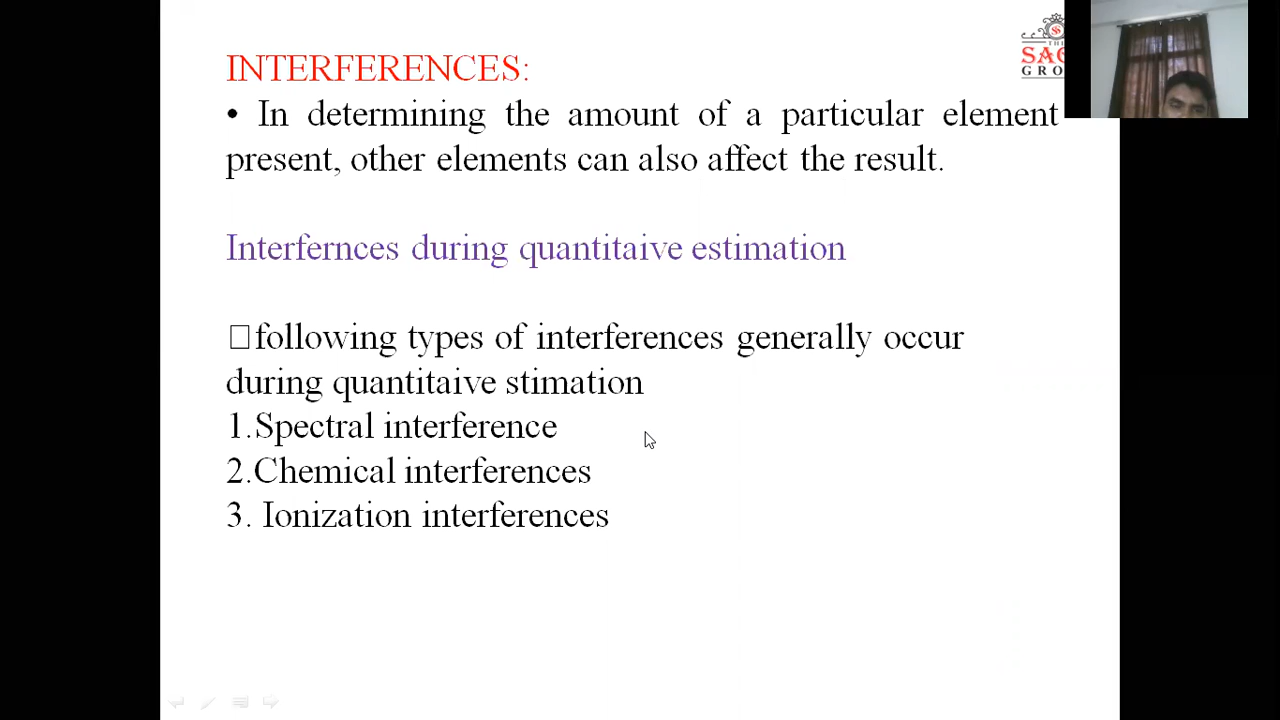 INTERFERENCES:
• In determining the amount of a particular element
present, other elements can also affect the result.
Interfernces during quantitaive estimation
□following types of interferences generally occur
during quantitaive stimation
1.Spectral interference
2.Chemical interferences
3. Ionization interferences